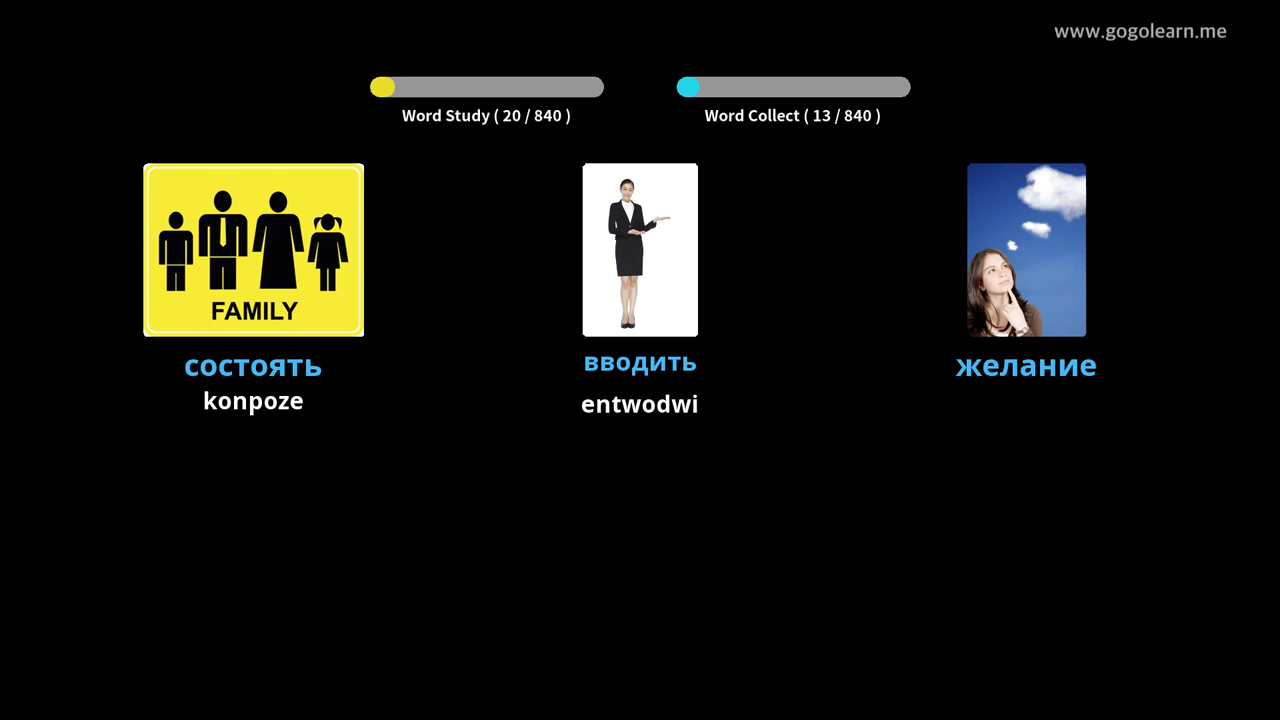 www.gogolearn.me
Word Study ( 20 / 840 )
Word Collect ( 13 / 840 )
FAMILY
состоять
konpoze
вводить
entwodwi
желание